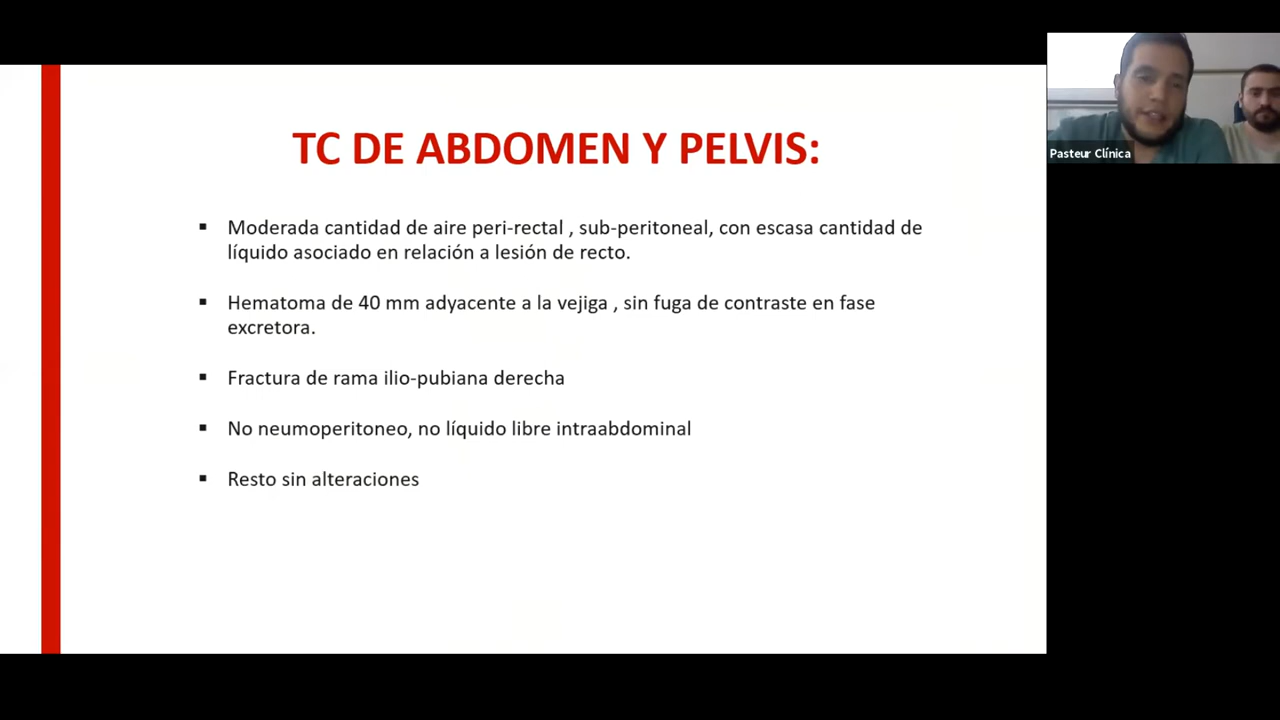 TC DE ABDOMEN Y PELVIS:
▪ Moderada cantidad de aire peri-rectal , sub-peritoneal, con escasa cantidad de
líquido asociado en relación a lesión de recto.
▪ Hematoma de 40 mm adyacente a la vejiga , sin fuga de contraste en fase
excretora.
▪ Fractura de rama ilio-pubiana derecha
▪ No neumoperitoneo, no líquido libre intraabdominal
▪ Resto sin alteraciones
Pasteur Clínica